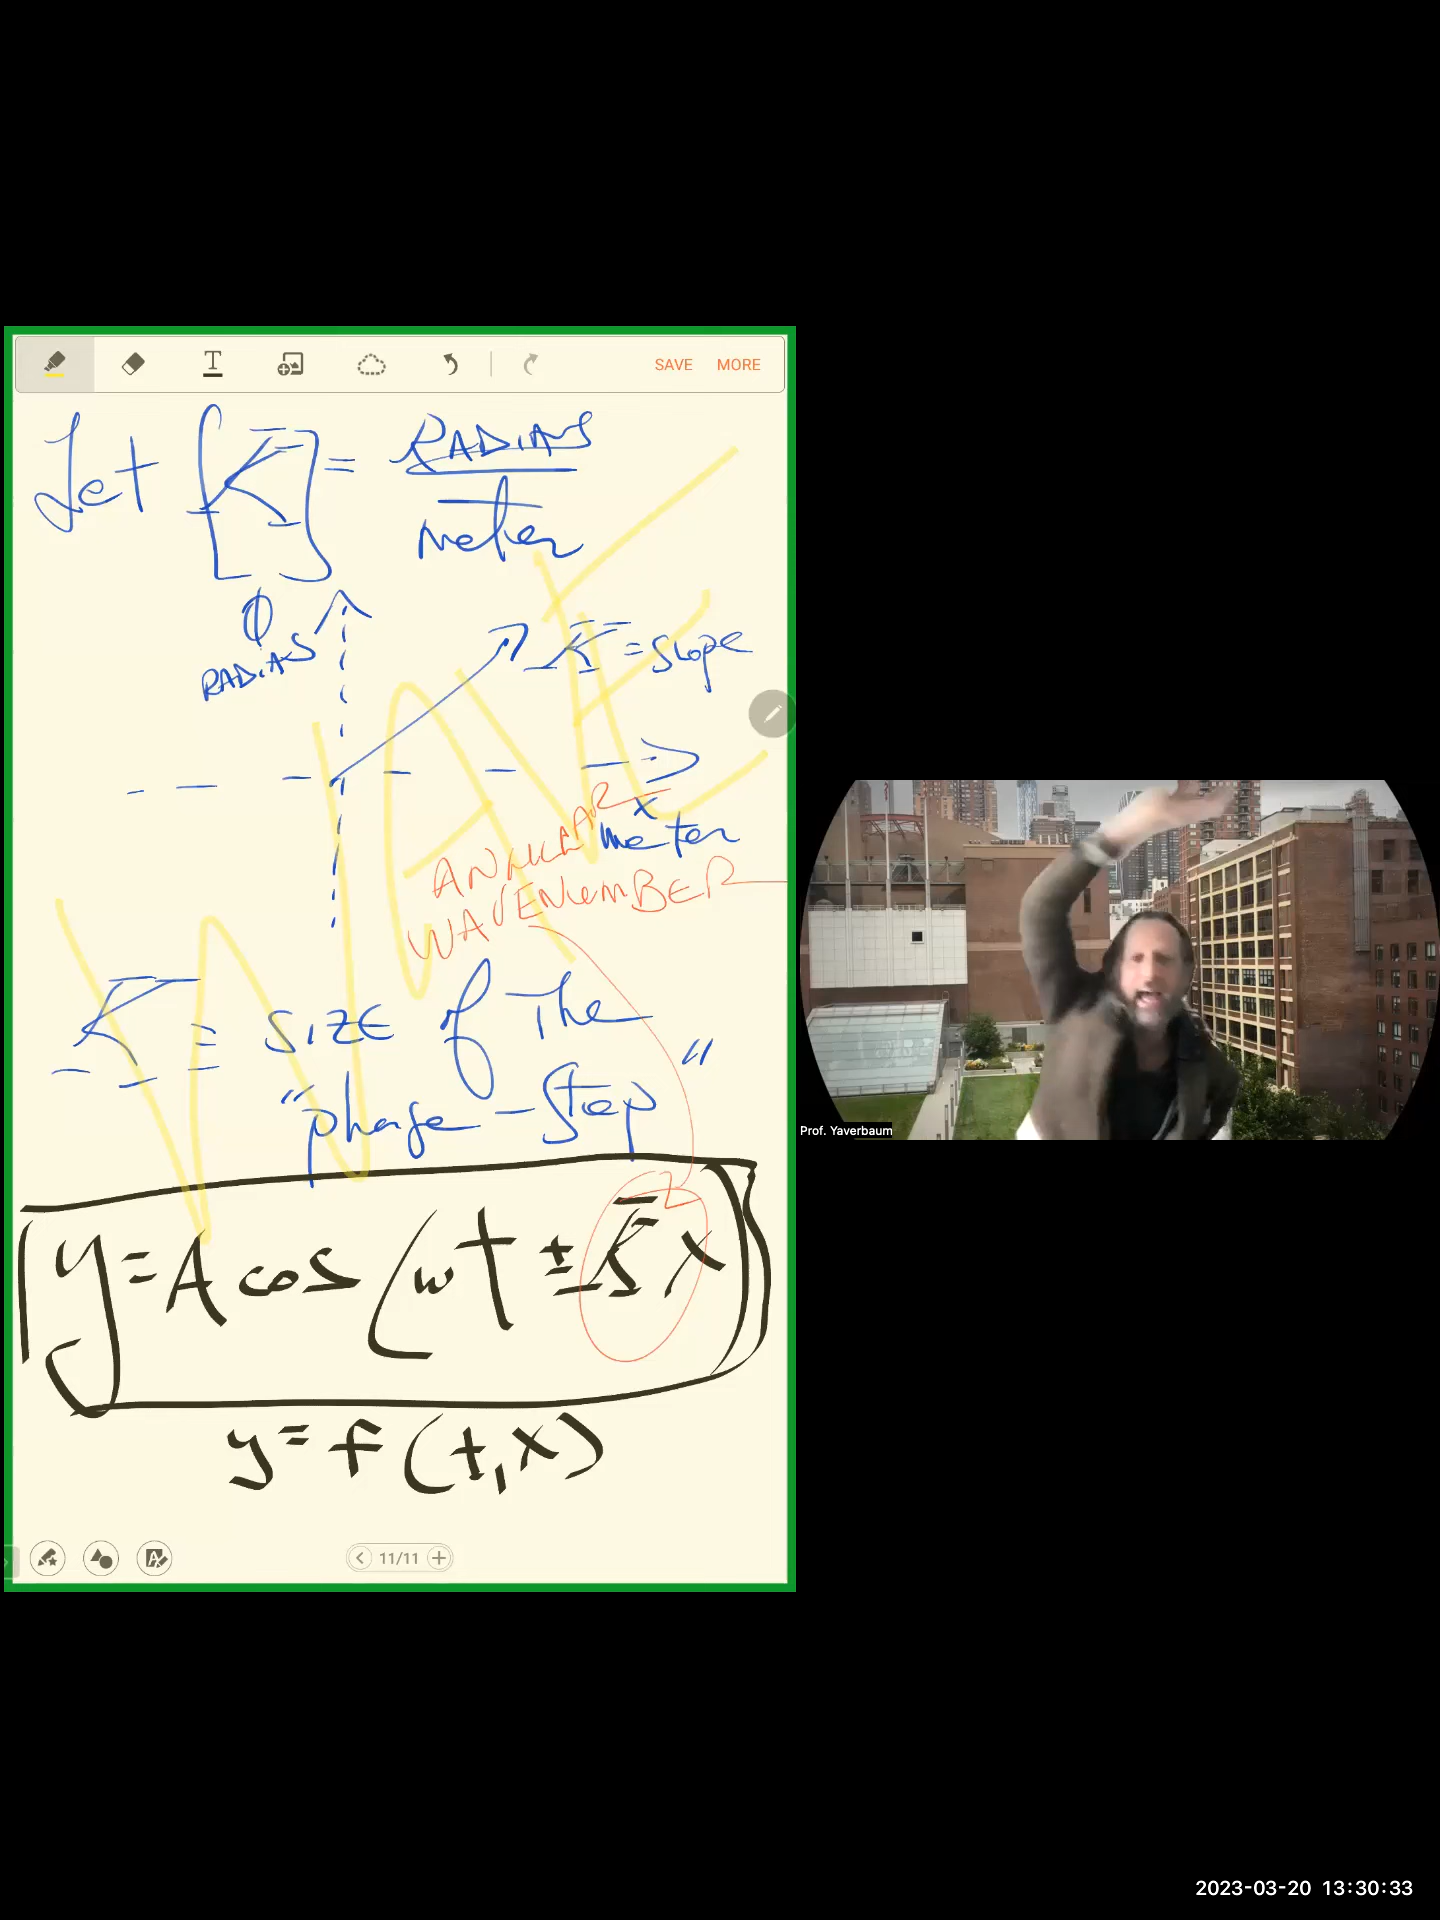 T
SAVE MORE
Let [K] = RADIANS
meter
ϕ
RADIANS
K = slope
x
meter
ANGULAR
WAVENUMBER
WAVE
K ≡ SIZE of The
"phase-step"
y = A cos (ωt ± Kx)
y = f(t,x)
11/11
Prof. Yaverbaum
2023-03-20 13:30:33